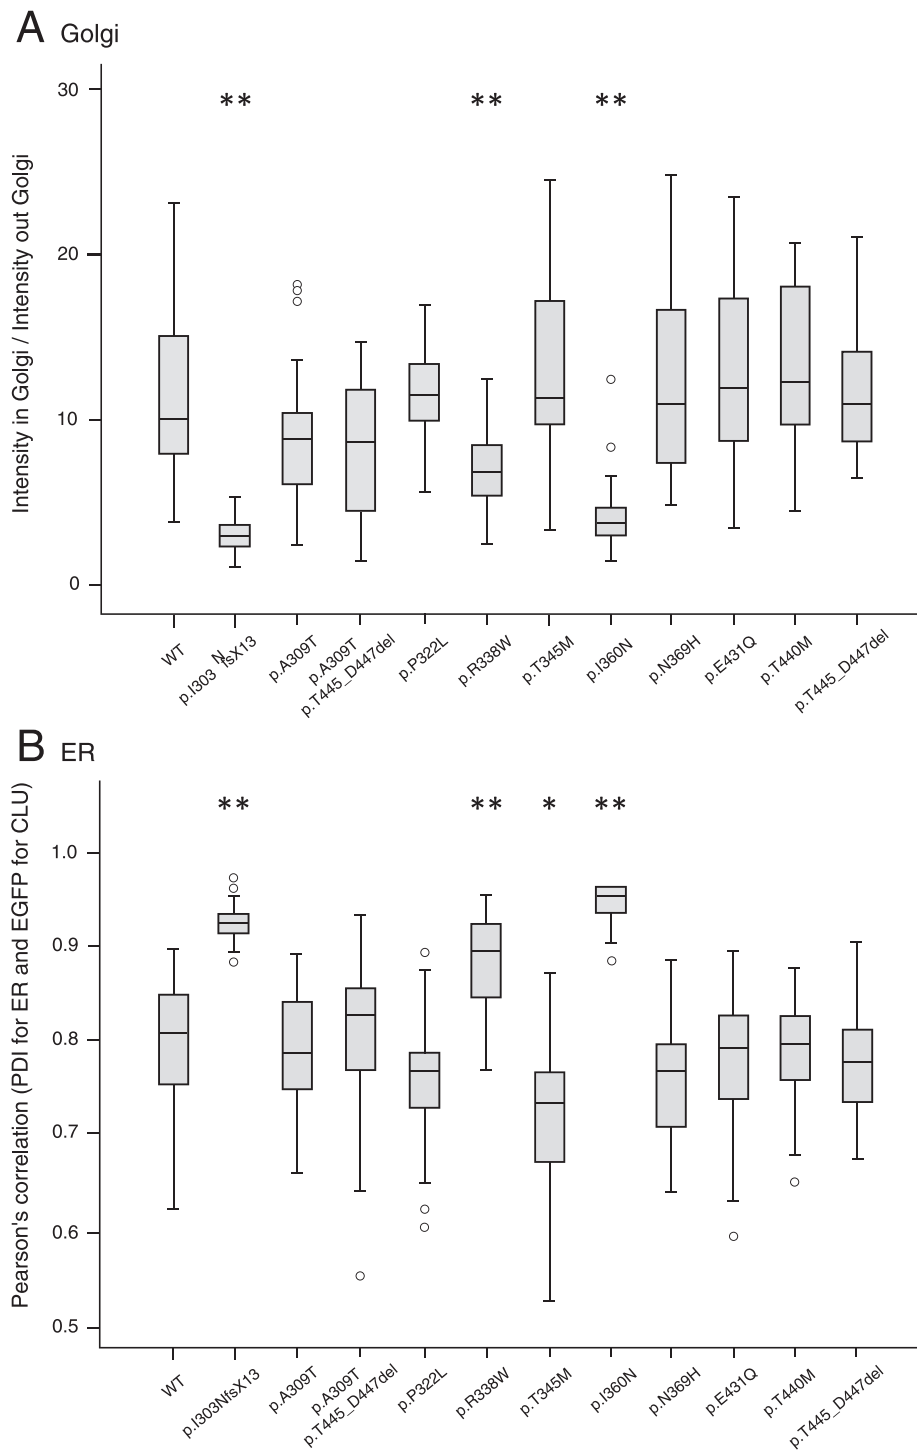 A Golgi
Intensity in Golgi / Intensity out Golgi
30
20
10
0
** ** **
WT
p.I303NfsX13
p.A309T
p.A309T
p.T445_D447del
p.P322L
p.R338W
p.T345M
p.I360N
p.N369H
p.E431Q
p.T440M
p.T445_D447del
B ER
Pearson's correlation (PDI for ER and EGFP for CLU)
1.0
0.9
0.8
0.7
0.6
0.5
** ** * **
WT
p.I303NfsX13
p.A309T
p.A309T
p.T445_D447del
p.P322L
p.R338W
p.T345M
p.I360N
p.N369H
p.E431Q
p.T440M
p.T445_D447del